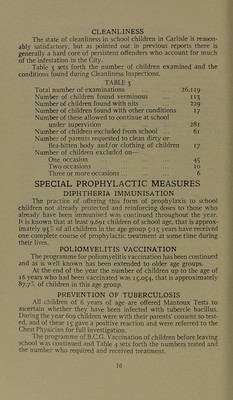 CLEANLINESS
The state of cleanliness in school children in Carlisle is reason-
ably satisfactory, but as pointed out in previous reports there is
generally a hard core of persistent offenders who account for much
of the infestation in the City.
Table 3 sets forth the number of children examined and the
conditions found during Cleanliness Inspections.
TABLE 3
Total number of examinations ... 26,119
Number of children found verminous ... 113
Number of children found with nits ... 229
Number of children found with other conditions 17
Number of these allowed to continue at school
under supervision 281
Number of children excluded from school ... 61
Number of parents requested to clean dirty or
flea-bitten body and/or clothing of children 17
Number of children excluded on—
One occasion ... 45
Two occasions ... 10
Three or more occasions ... 6
SPECIAL PROPHYLACTIC MEASURES
DIPHTHERIA IMMUNISATION
The practice of offering this form of prophylaxis to school
children not already protected and reinforcing doses to those who
already have been immunised was continued throughout the year.
It is known that at least 9,691 children of school age, that is approx-
imately 95% of all children in the age group 0-15 years have received
one complete course of prophylactic treatment at some time during
their lives.
POLIOMYELITIS VACCINATION
The programme for poliomyelitis vaccination has been continued
and as is well known has been extended to older age groups.
At the end of the year the number of children up to the age of
16 years who had been vaccinated was 15,054, that is approximately
87.7% of children in this age group.
PREVENTION OF TUBERCULOSIS
All children of 6 years of age are offered Mantoux Tests to
ascertain whether they have been infected with tubercle bacillus.
During the year 609 children were with their parents' consent so test-
ed, and of these 15 gave a positive reaction and were referred to the
Chest Physician for full investigation.
The programme of B.C.G. Vaccination of children before leaving
school was continued and Table 4 sets forth the numbers tested and
the number who required and received treatment.
16